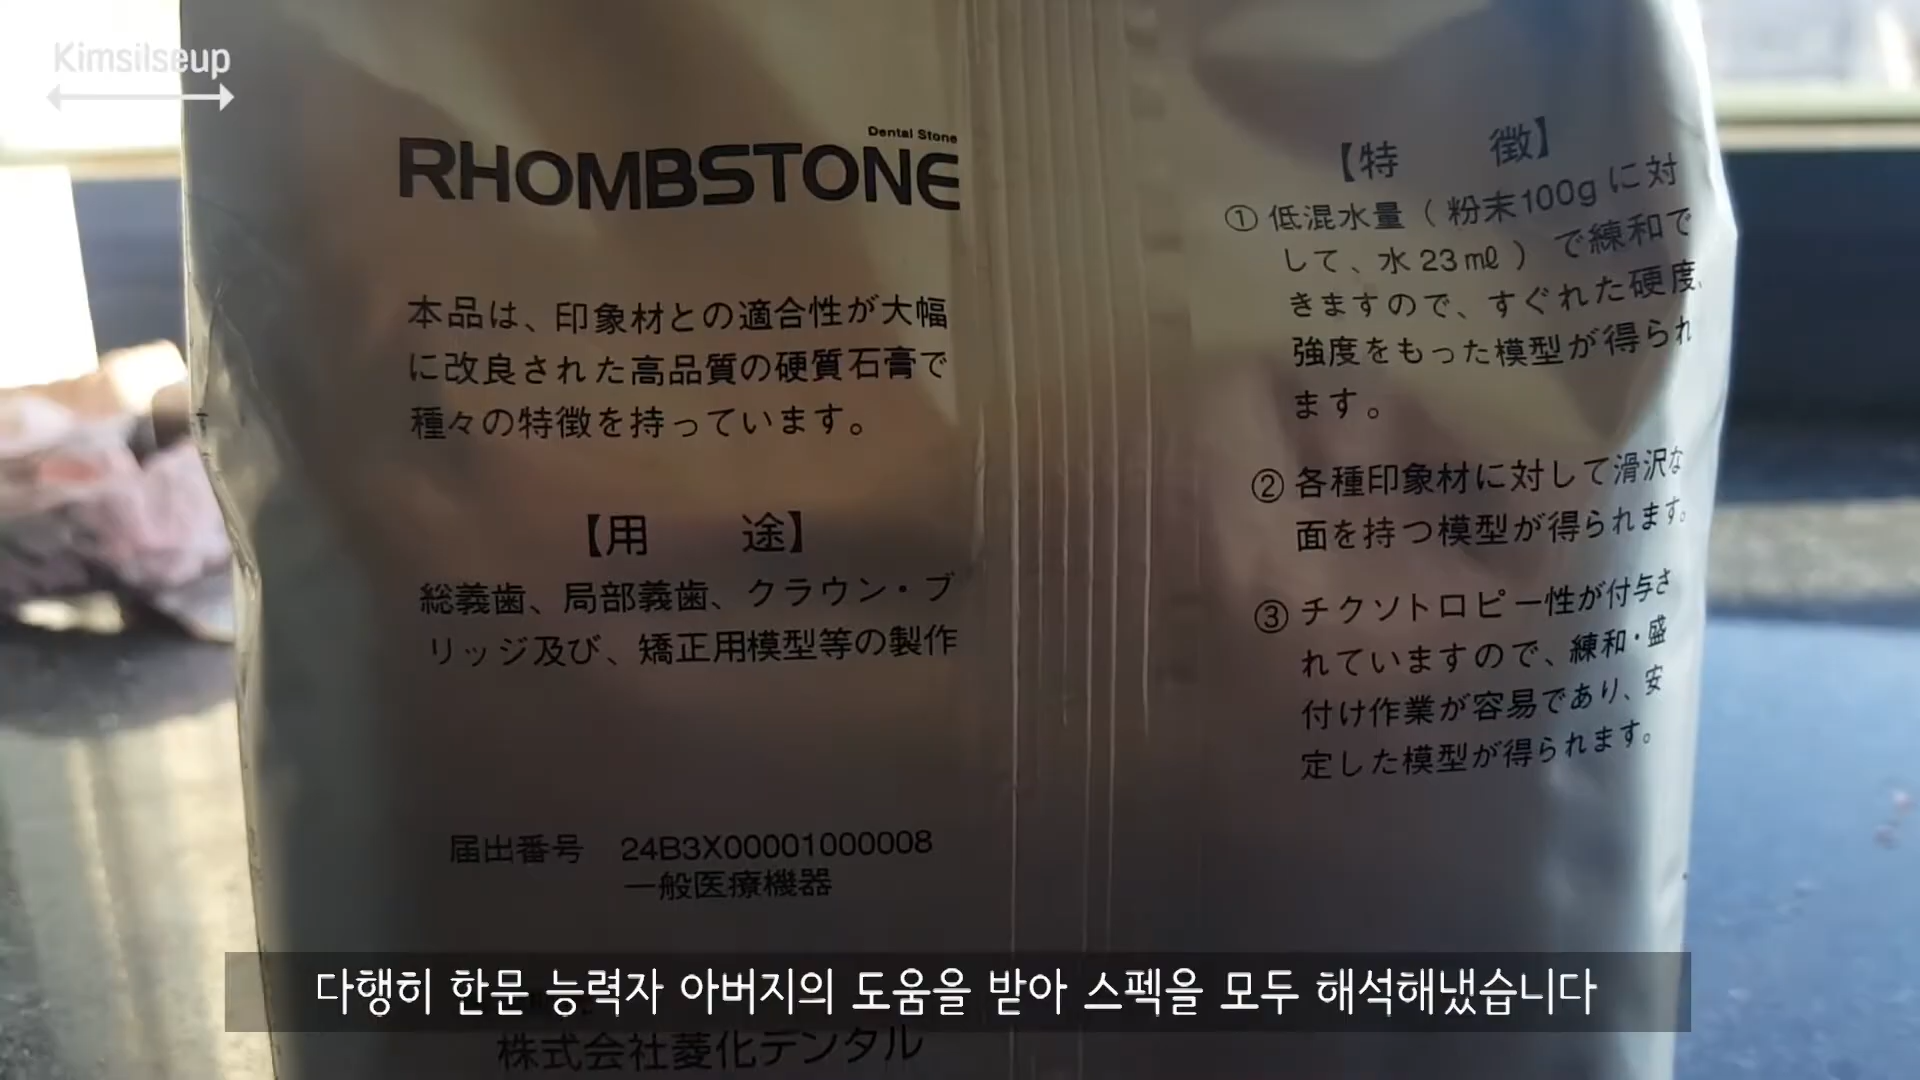 Kimsilseup
Dental Stone
RHOMBSTONE
本品は、印象材との適合性が大幅
に改良された高品質の硬質石膏で
種々の特徴を持っています。
【用　途】
総義歯、局部義歯、クラウン・ブ
リッジ及び、矯正用模型等の製作
届出番号　24B3X00001000008
一般医療機器
【特　徴】
① 低混水量（粉末100gに対
して、水23㎖）で練和で
きますので、すぐれた硬度、
強度をもった模型が得られ
ます。
② 各種印象材に対して滑沢な
面を持つ模型が得られます。
③ チクソトロピー性が付与さ
れていますので、練和・盛
付け作業が容易であり、安
定した模型が得られます。
다행히 한문 능력자 아버지의 도움을 받아 스펙을 모두 해석해냈습니다
株式会社菱化デンタル